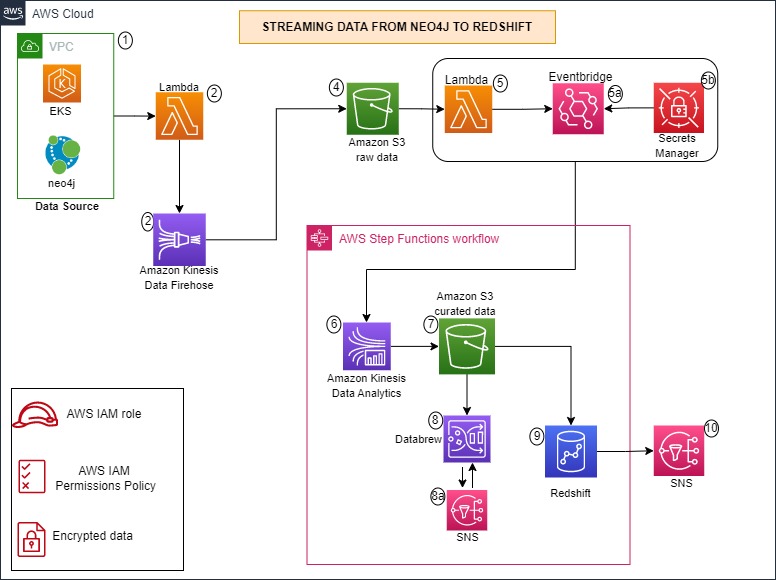 aws
AWS Cloud
STREAMING DATA FROM NEO4J TO REDSHIFT
VPC
1
EKS
neo4j
Data Source
Lambda
2
2
Amazon Kinesis
Data Firehose
4
Amazon S3
raw data
Lambda
5
Eventbridge
5a
5b
Secrets
Manager
AWS Step Functions workflow
6
Amazon Kinesis
Data Analytics
Amazon S3
curated data
7
8
Databrew
8a
SNS
9
Redshift
10
SNS
AWS IAM role
AWS IAM
Permissions Policy
Encrypted data